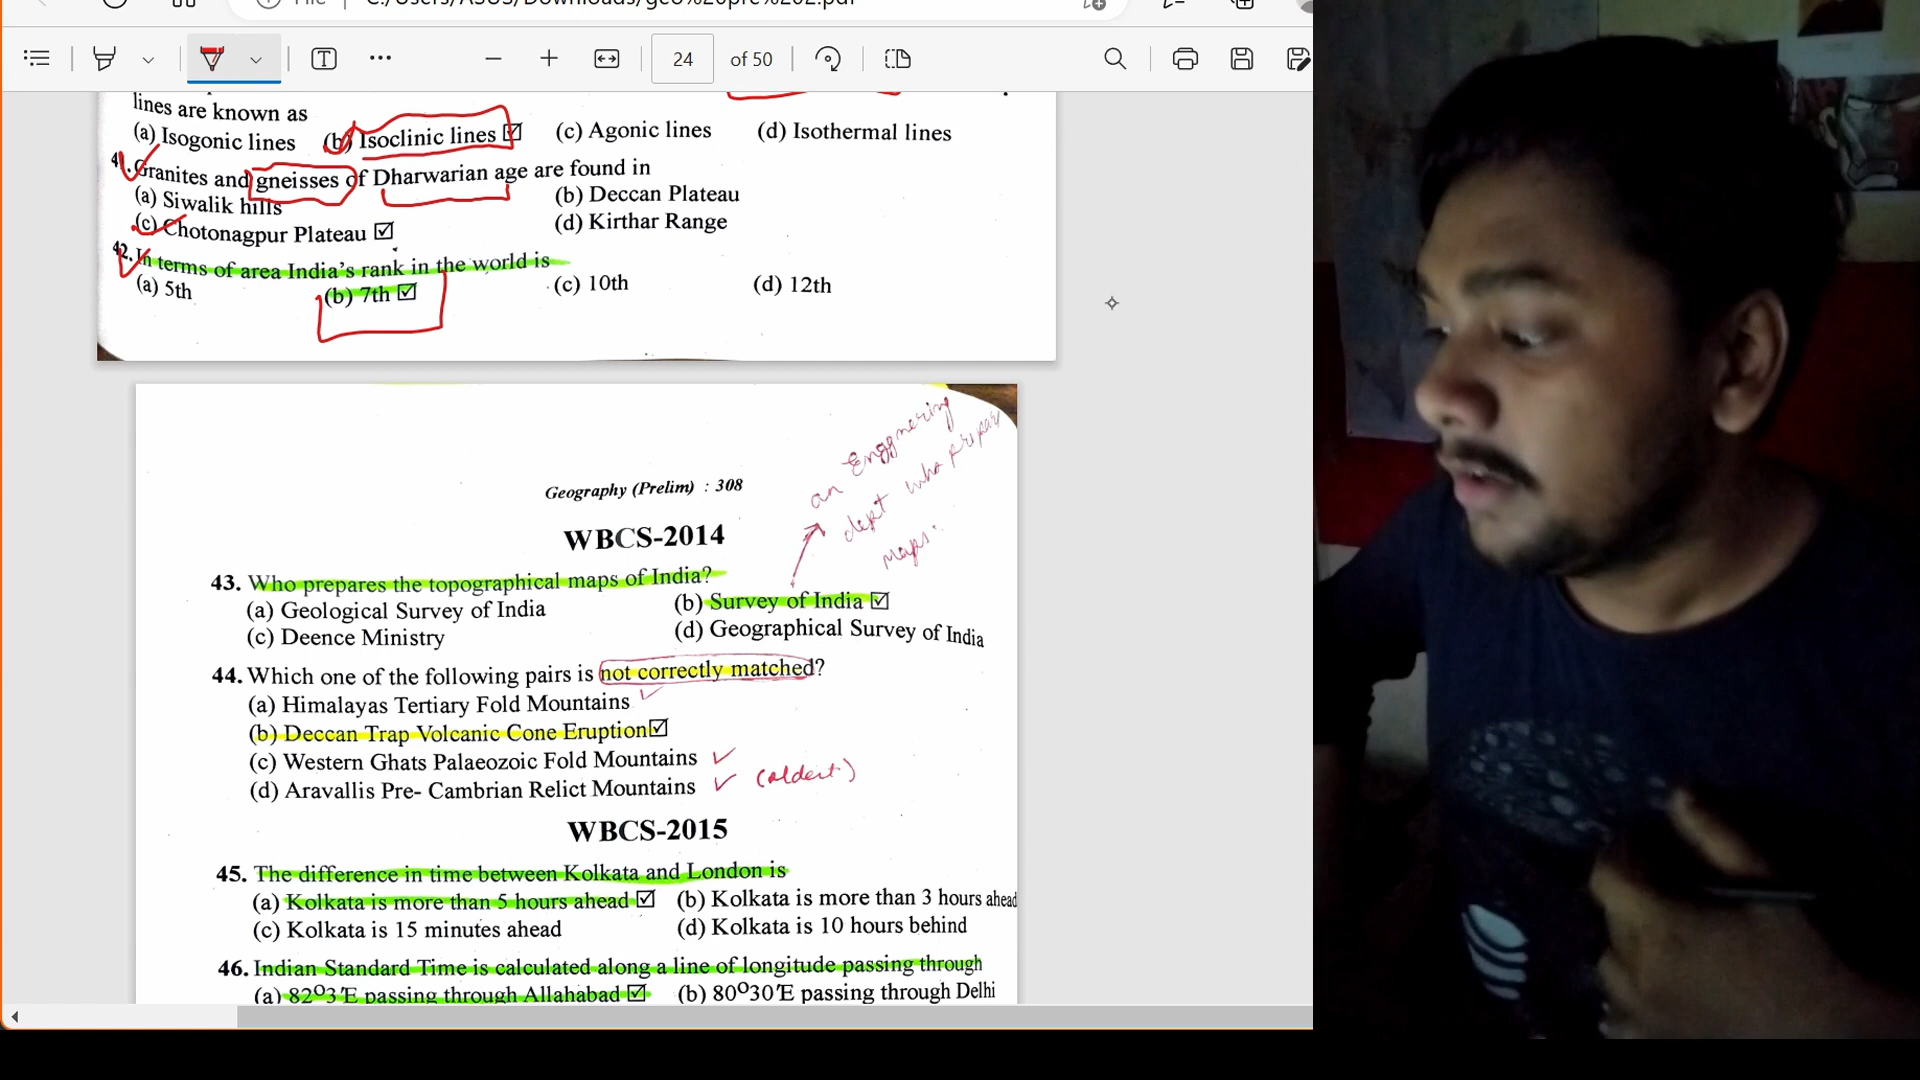 24 of 50
lines are known as
(a) Isogonic lines (b) Isoclinic lines (c) Agonic lines (d) Isothermal lines
41. Granites and gneisses of Dharwarian age are found in
(a) Siwalik hills (b) Deccan Plateau
(c) Chotonagpur Plateau (d) Kirthar Range
42. In terms of area India's rank in the world is
(a) 5th (b) 7th (c) 10th (d) 12th
an Enggnering
dept who prepare
maps.
Geography (Prelim) : 308
WBCS-2014
43. Who prepares the topographical maps of India?
(a) Geological Survey of India (b) Survey of India
(c) Deence Ministry (d) Geographical Survey of India
44. Which one of the following pairs is not correctly matched?
(a) Himalayas Tertiary Fold Mountains
(b) Deccan Trap Volcanic Cone Eruption
(c) Western Ghats Palaeozoic Fold Mountains
(d) Aravallis Pre- Cambrian Relict Mountains (oldert)
WBCS-2015
45. The difference in time between Kolkata and London is
(a) Kolkata is more than 5 hours ahead (b) Kolkata is more than 3 hours ahead
(c) Kolkata is 15 minutes ahead (d) Kolkata is 10 hours behind
46. Indian Standard Time is calculated along a line of longitude passing through
(a) 82º3'E passing through Allahabad (b) 80º30'E passing through Delhi